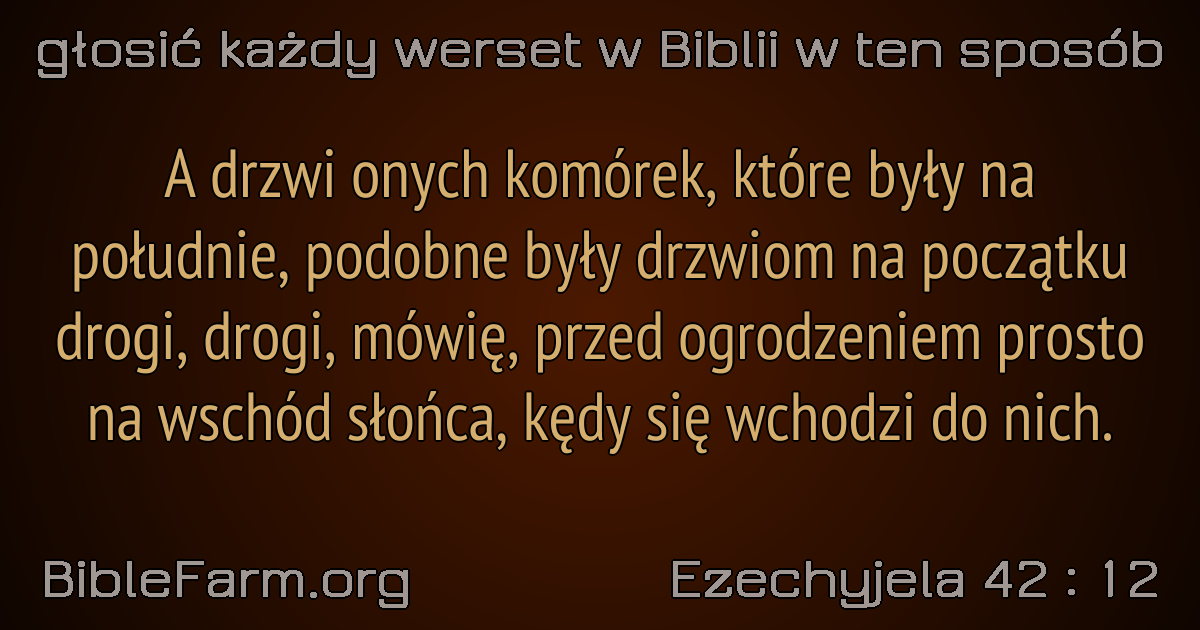 głosić każdy werset w Biblii w ten sposób
A drzwi onych komórek, które były na
południe, podobne były drzwiom na początku
drogi, drogi, mówię, przed ogrodzeniem prosto
na wschód słońca, kędy się wchodzi do nich.
BibleFarm.org
Ezechyjela 42 : 12